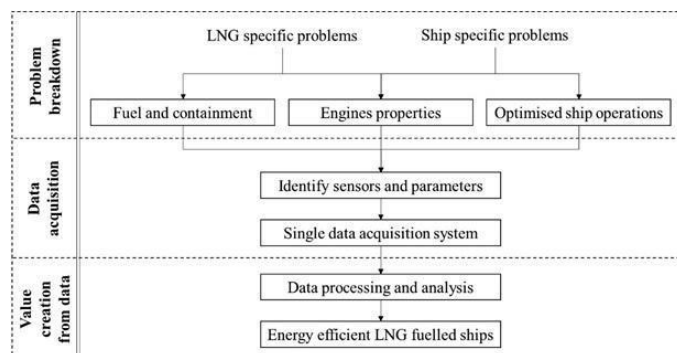 LNG specific problems
Ship specific problems
Problem
breakdown
Fuel and containment
Engines properties
Optimised ship operations
Data
acquisition
Identify sensors and parameters
Single data acquisition system
Value
creation
from data
Data processing and analysis
Energy efficient LNG fuelled ships